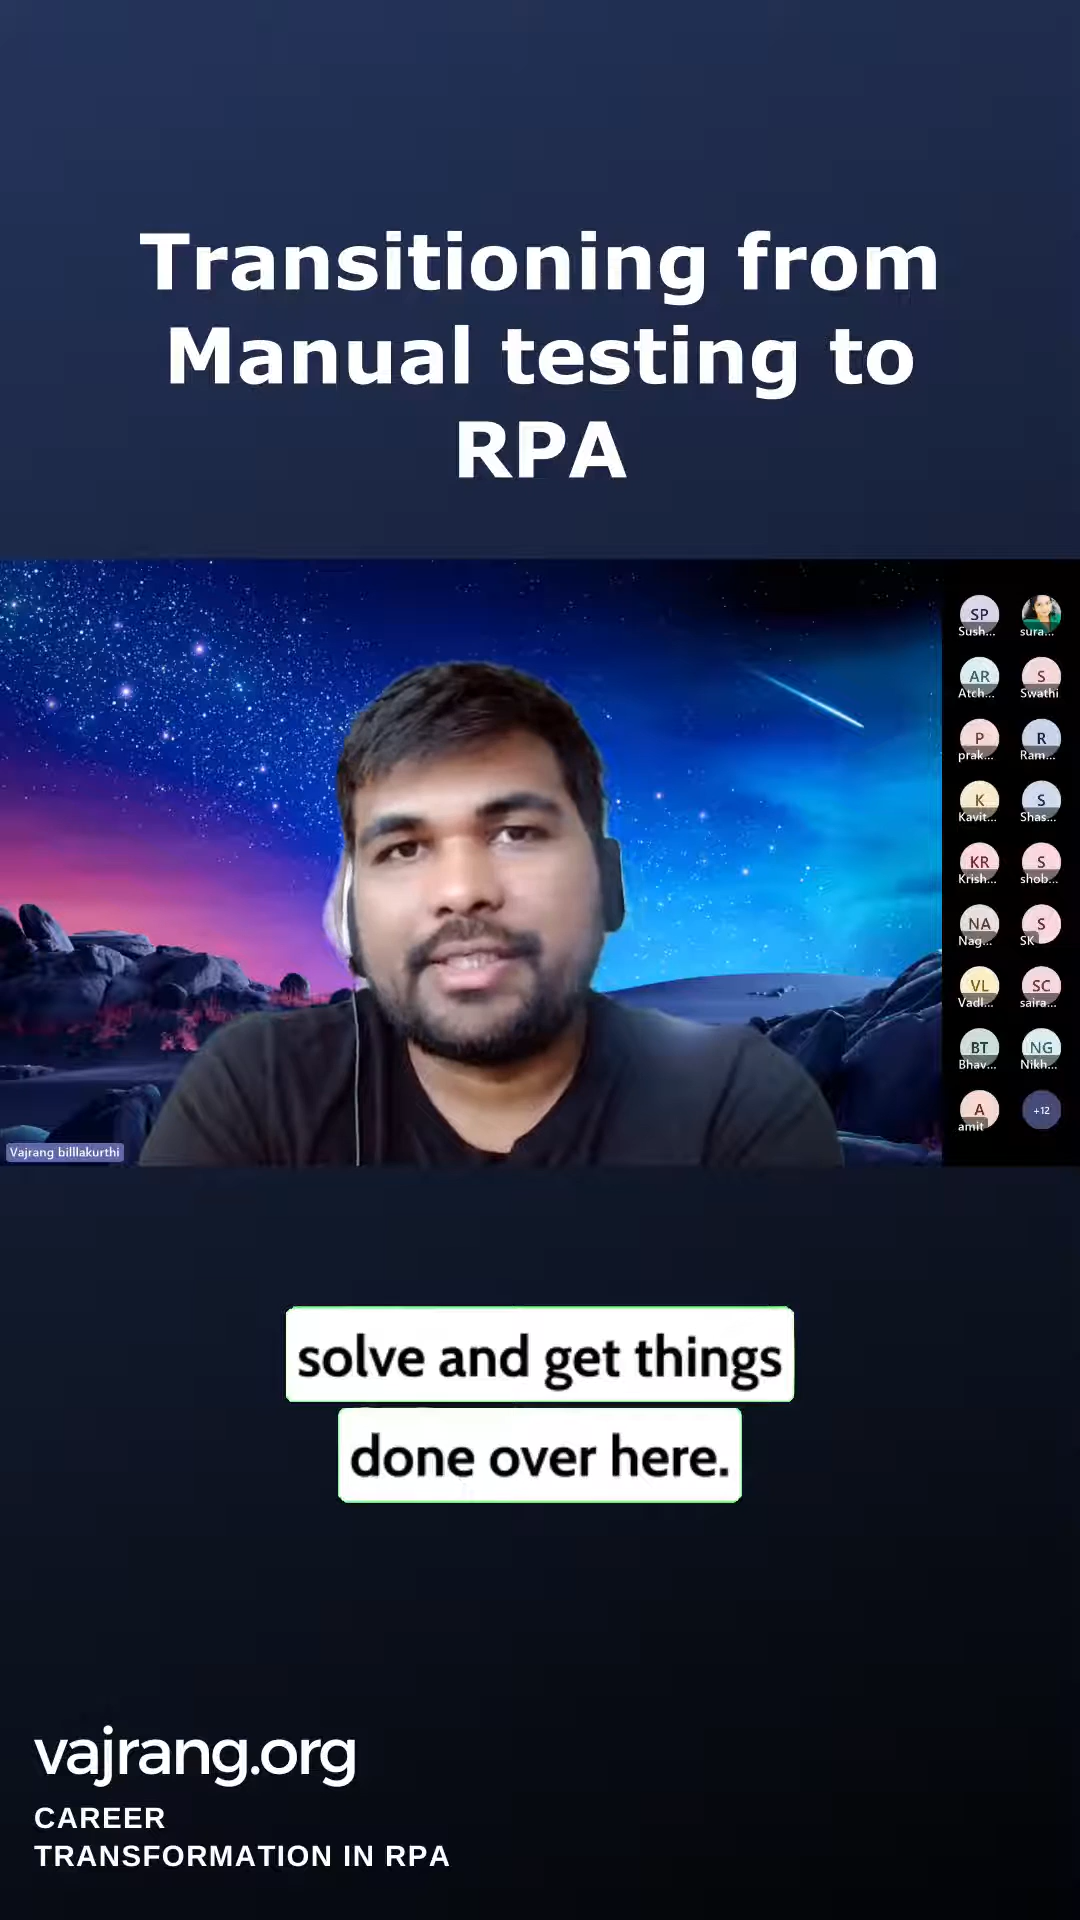 Transitioning from
Manual testing to
RPA
SP
Sush...
sura...
AR
Atch...
S
Swathi
P
prak...
R
Ram...
K
Kavit...
S
Shas...
KR
Krish...
S
shob...
NA
Nag...
S
SK
VL
Vadl...
SC
saira...
BT
Bhav...
NG
Nikh...
A
amit
+12
Vajrang billlakurthi
solve and get things
done over here.
vajrang.org
CAREER
TRANSFORMATION IN RPA